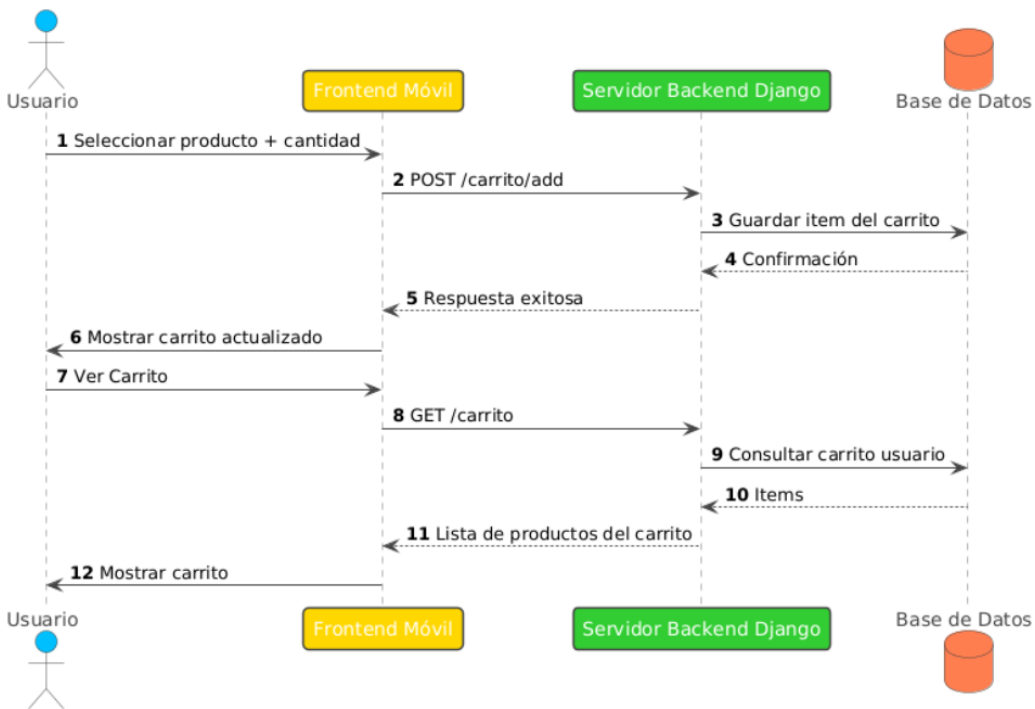 Usuario
Frontend Móvil
Servidor Backend Django
Base de Datos
1 Seleccionar producto + cantidad
2 POST /carrito/add
3 Guardar item del carrito
4 Confirmación
5 Respuesta exitosa
6 Mostrar carrito actualizado
7 Ver Carrito
8 GET /carrito
9 Consultar carrito usuario
10 Items
11 Lista de productos del carrito
12 Mostrar carrito
Usuario
Frontend Móvil
Servidor Backend Django
Base de Datos